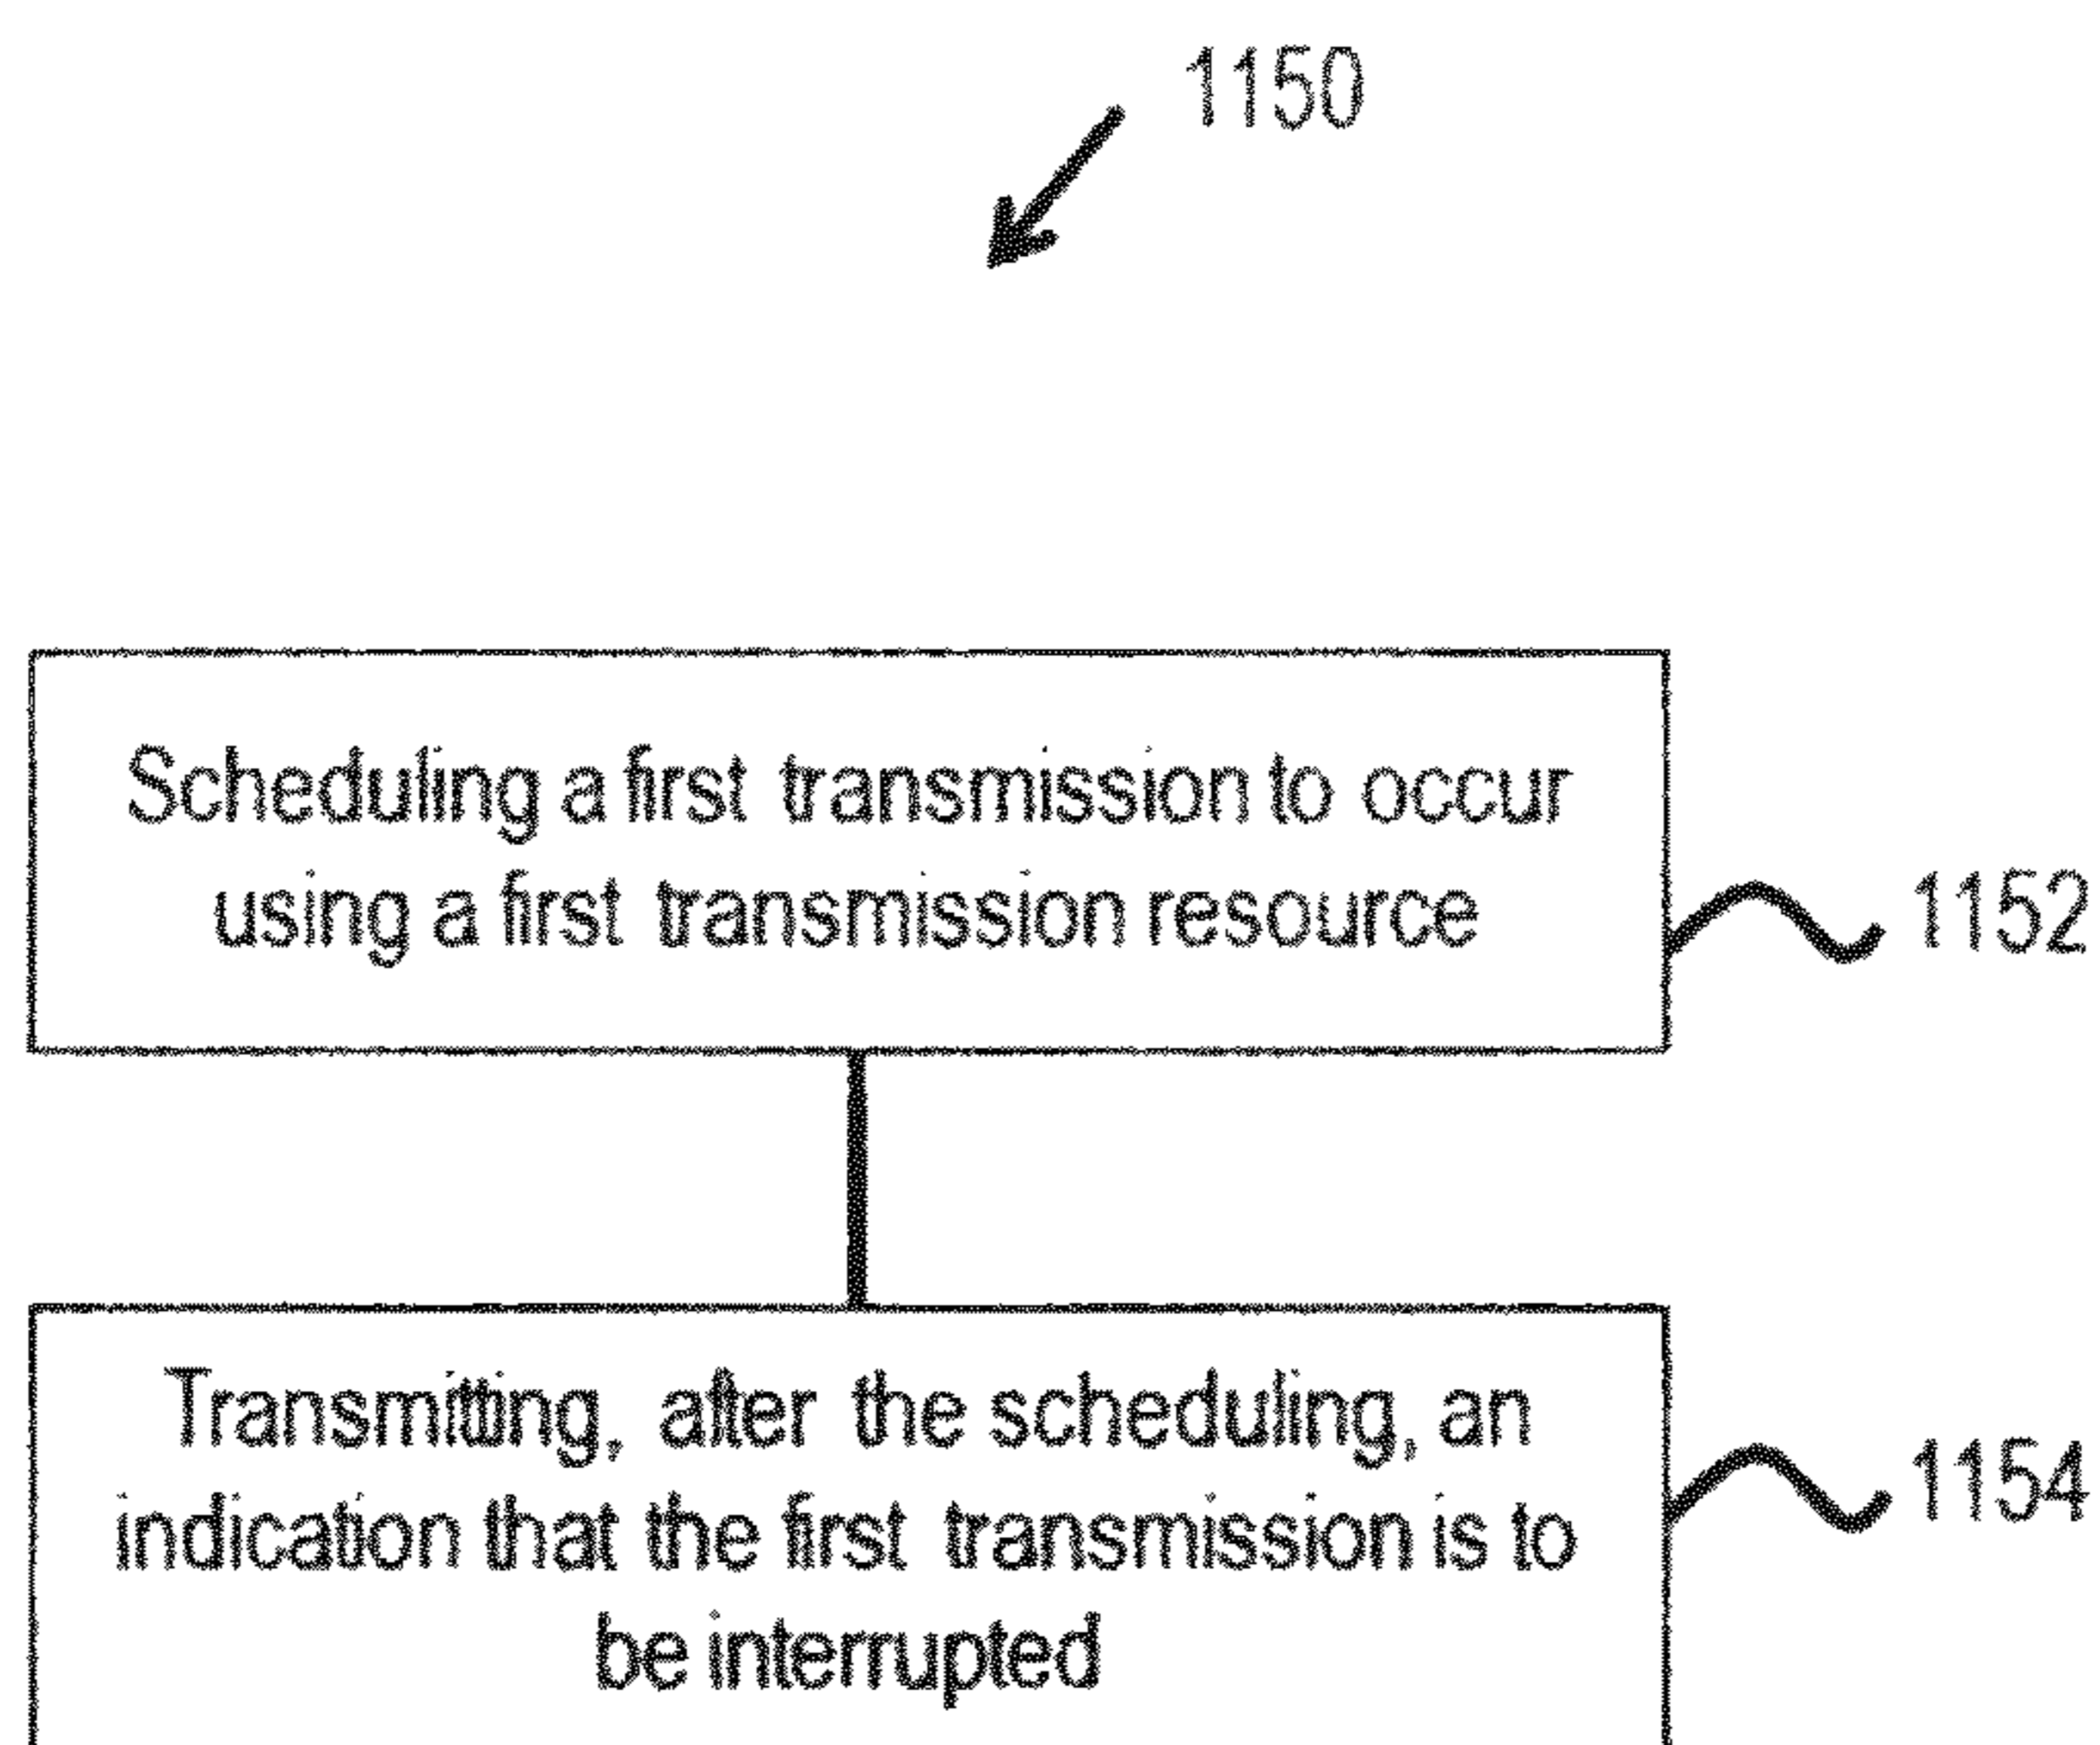 1150
Scheduling a first transmission to occur
using a first transmission resource
1152
Transmitting, after the scheduling, an
indication that the first transmission is to
be interrupted
1154